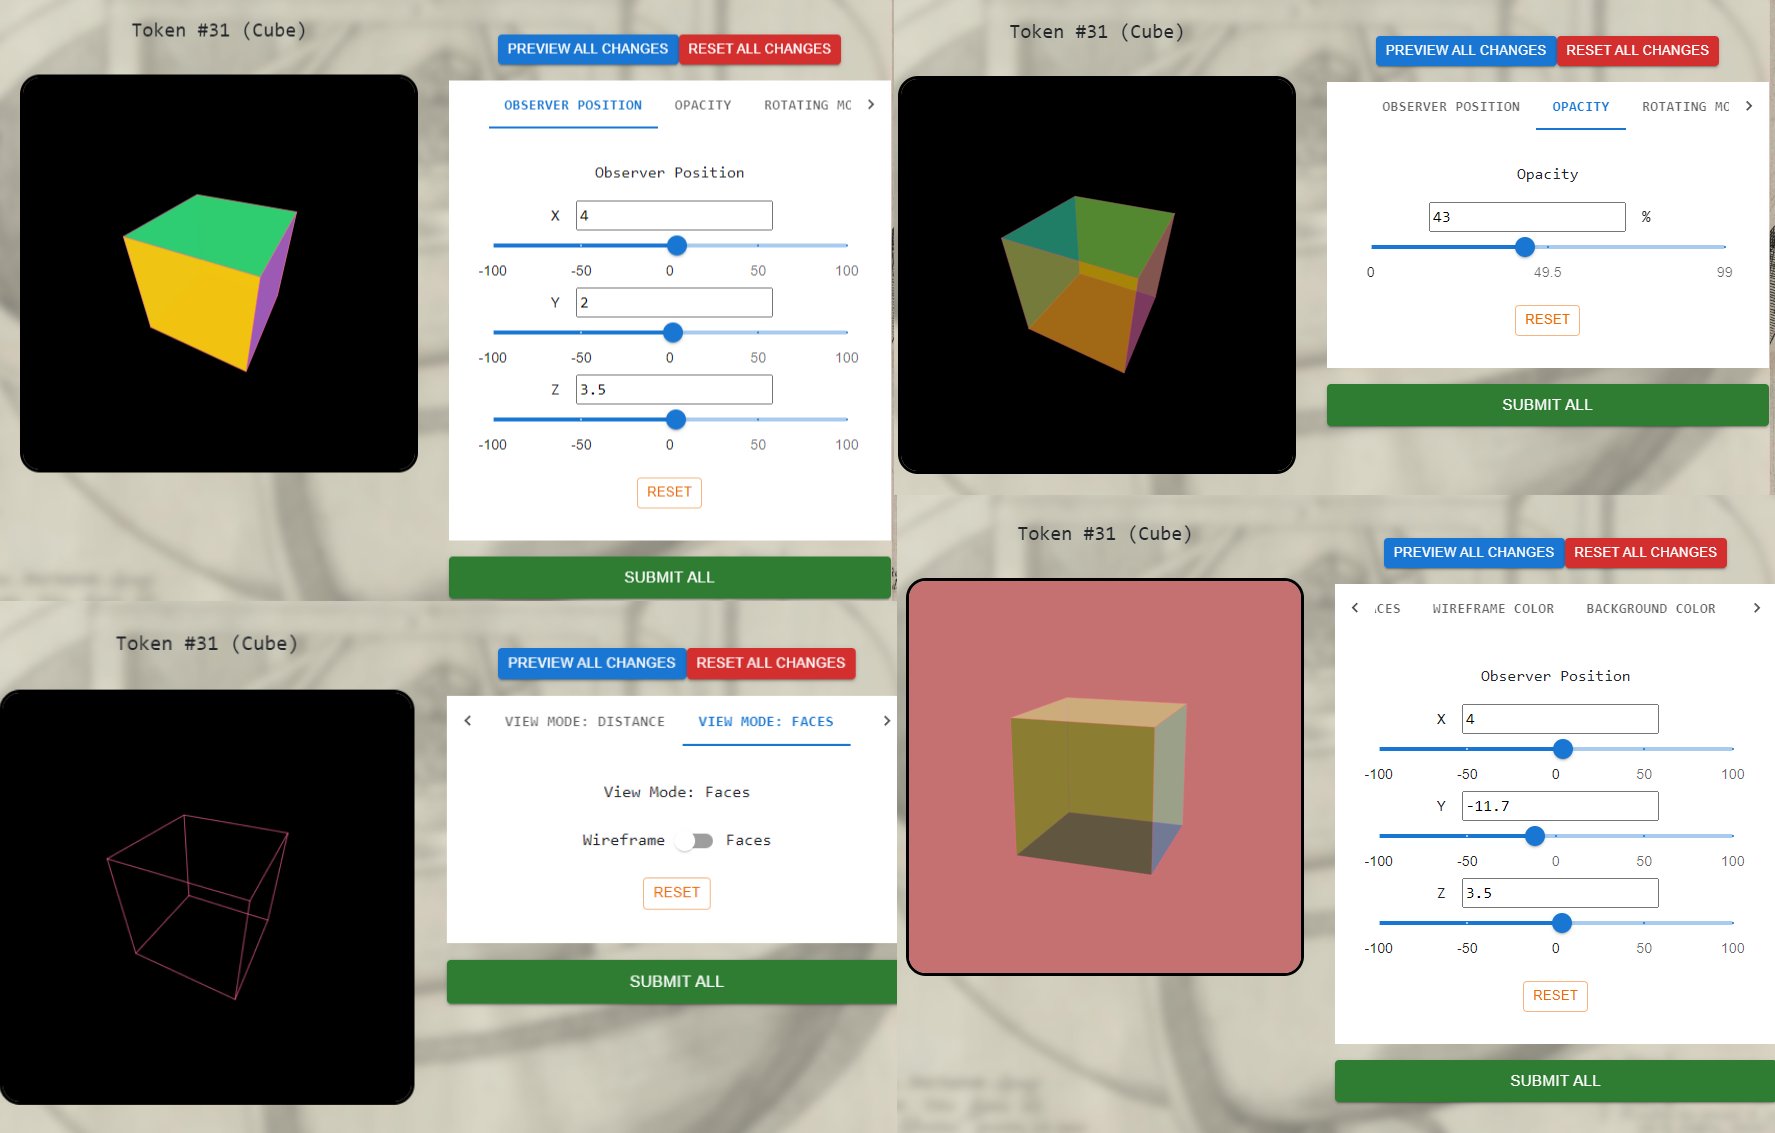 Token #31 (Cube)
PREVIEW ALL CHANGES RESET ALL CHANGES
OBSERVER POSITION OPACITY ROTATING MO
Observer Position
X 4
-100 -50 0 50 100
Y 2
-100 -50 0 50 100
Z 3.5
-100 -50 0 50 100
RESET
SUBMIT ALL
Token #31 (Cube)
PREVIEW ALL CHANGES RESET ALL CHANGES
OBSERVER POSITION OPACITY ROTATING MO
Opacity
43 %
0 49.5 99
RESET
SUBMIT ALL
Token #31 (Cube)
PREVIEW ALL CHANGES RESET ALL CHANGES
VIEW MODE: DISTANCE VIEW MODE: FACES
View Mode: Faces
Wireframe Faces
RESET
SUBMIT ALL
Token #31 (Cube)
PREVIEW ALL CHANGES RESET ALL CHANGES
CES WIREFRAME COLOR BACKGROUND COLOR
Observer Position
X 4
-100 -50 0 50 100
Y -11.7
-100 -50 0 50 100
Z 3.5
-100 -50 0 50 100
RESET
SUBMIT ALL